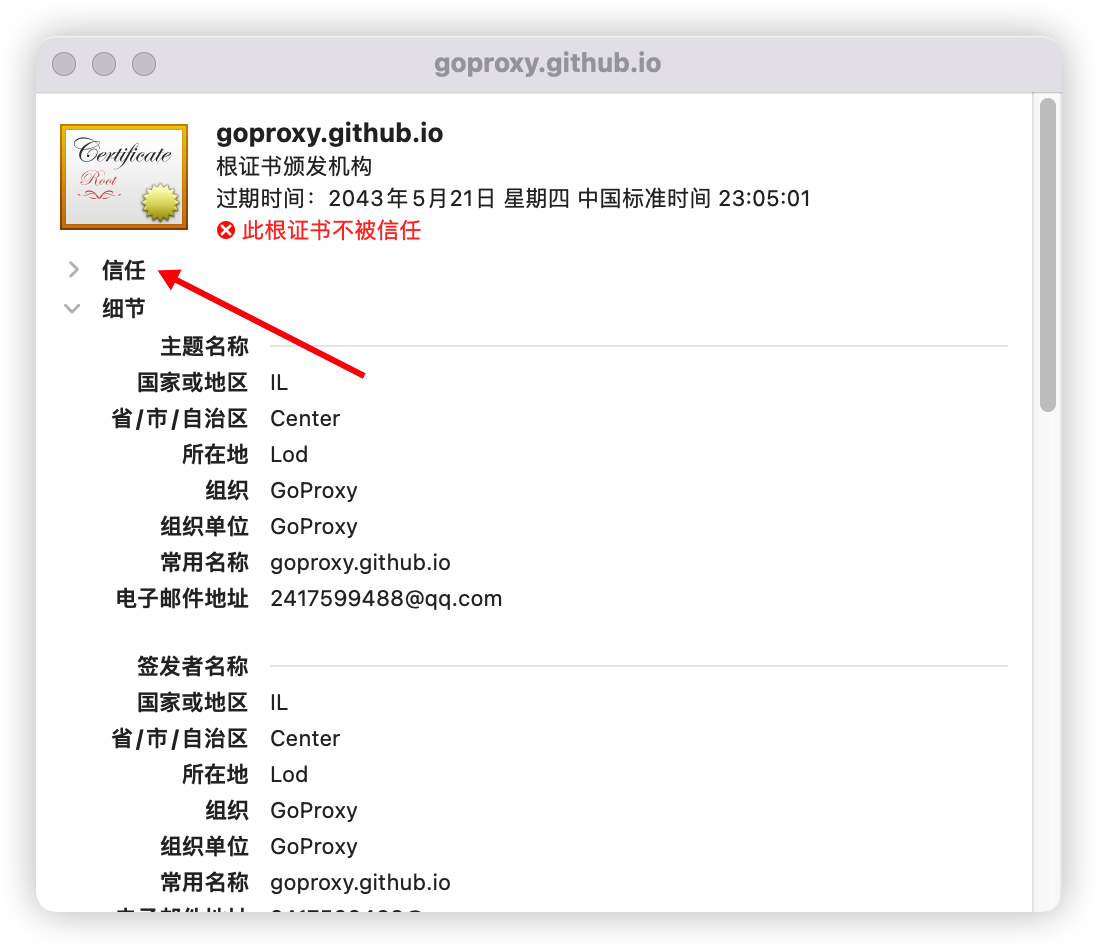 goproxy.github.io
Certificate
Root
goproxy.github.io
根证书颁发机构
过期时间：2043年5月21日 星期四 中国标准时间 23:05:01
此根证书不被信任
信任
细节
主题名称
国家或地区 IL
省/市/自治区 Center
所在地 Lod
组织 GoProxy
组织单位 GoProxy
常用名称 goproxy.github.io
电子邮件地址 2417599488@qq.com
签发者名称
国家或地区 IL
省/市/自治区 Center
所在地 Lod
组织 GoProxy
组织单位 GoProxy
常用名称 goproxy.github.io